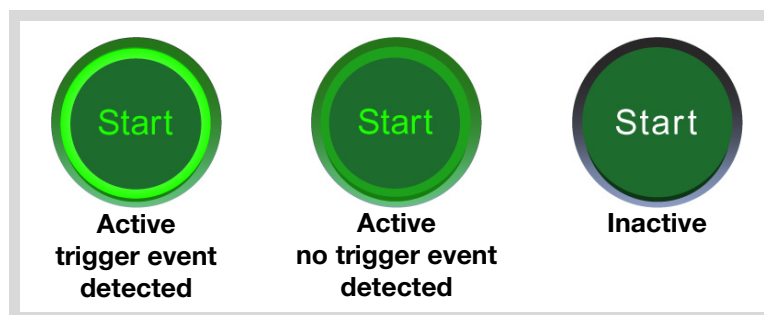 Start
Start
Start
Active
trigger event
detected
Active
no trigger event
detected
Inactive